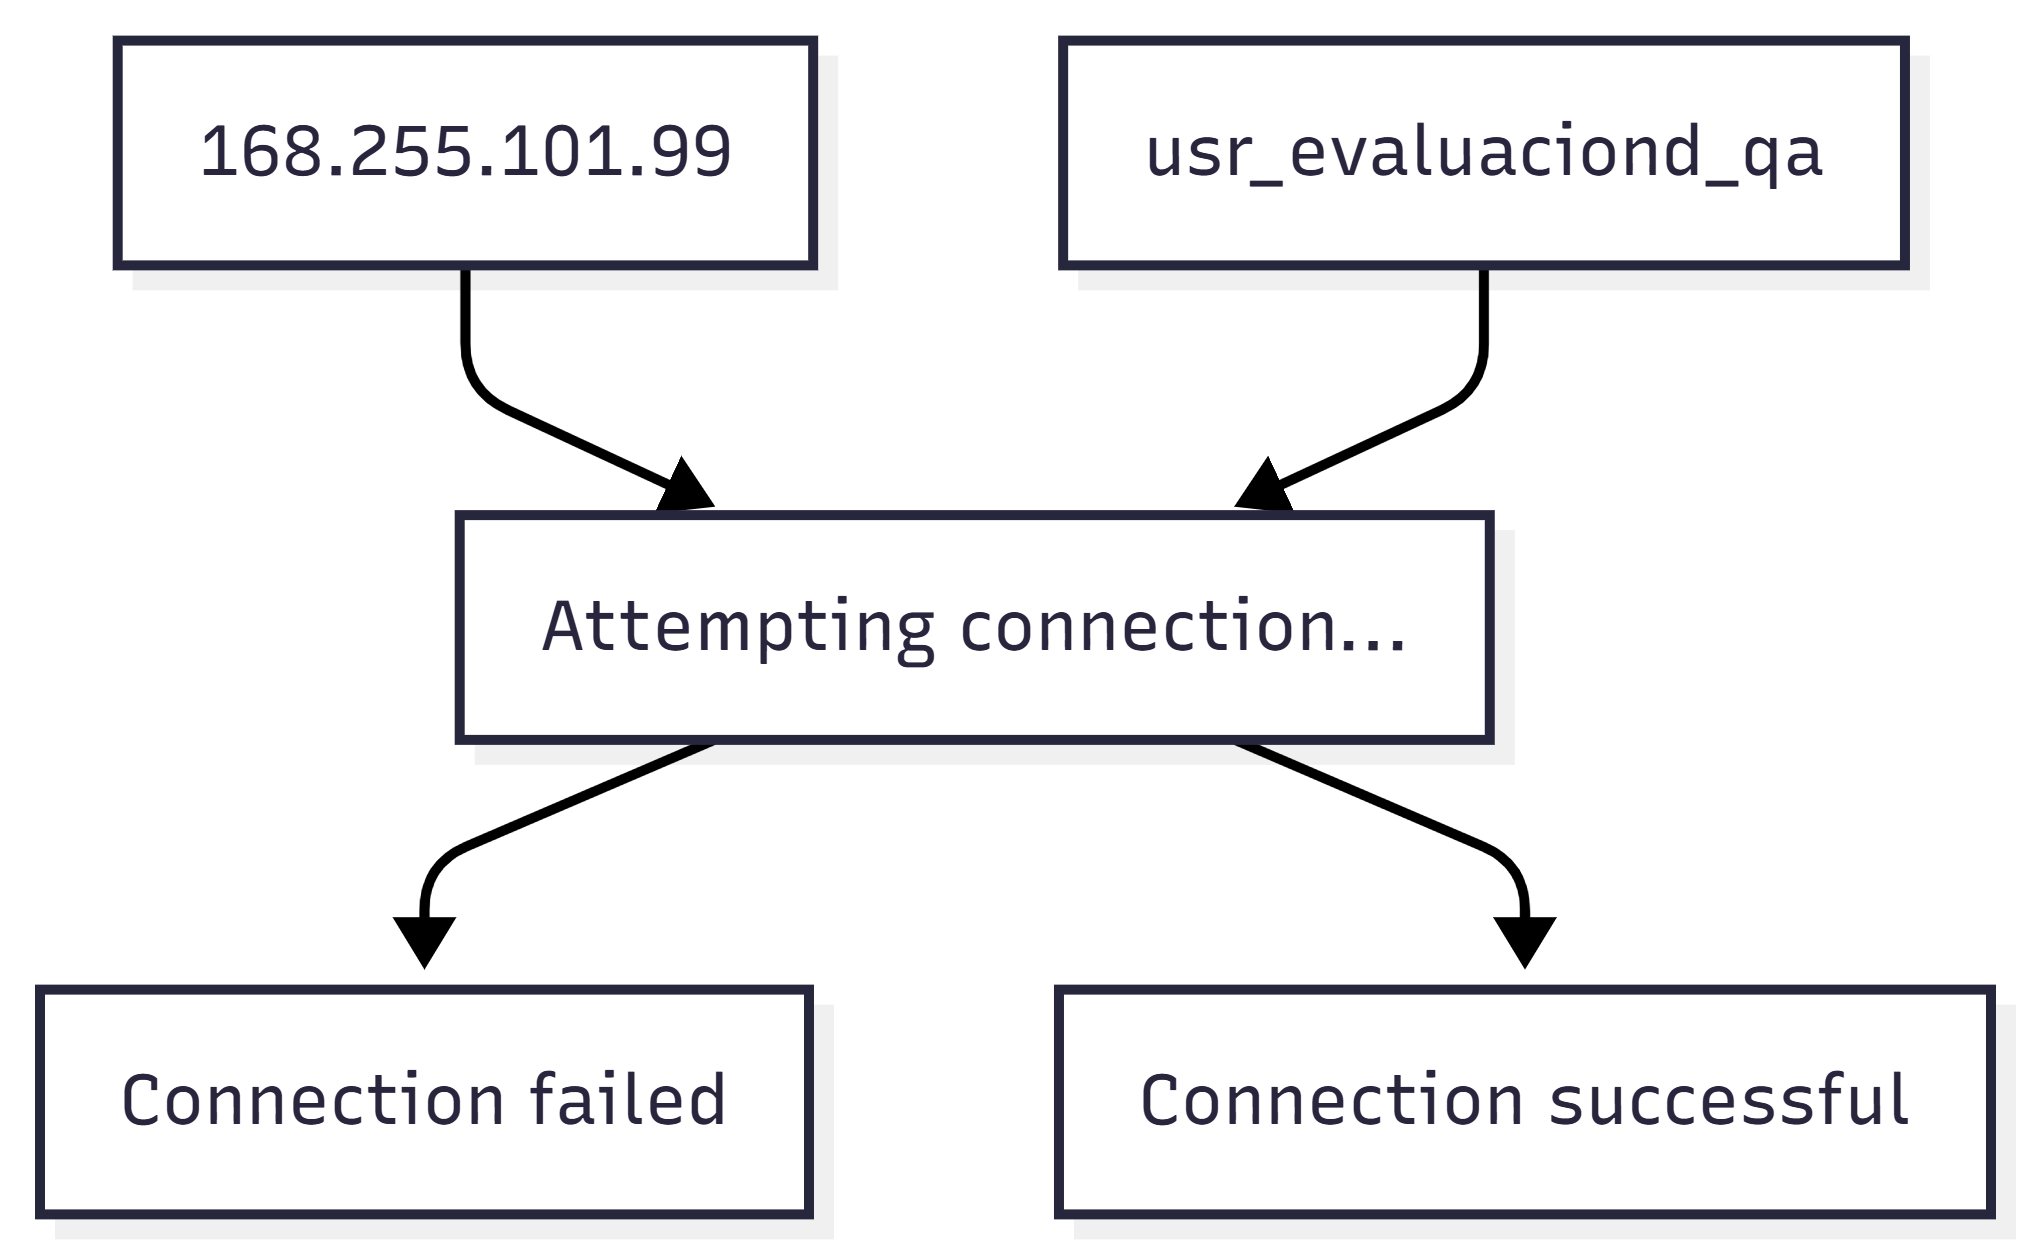 168.255.101.99
usr_evaluaciond_qa
Attempting connection...
Connection failed
Connection successful